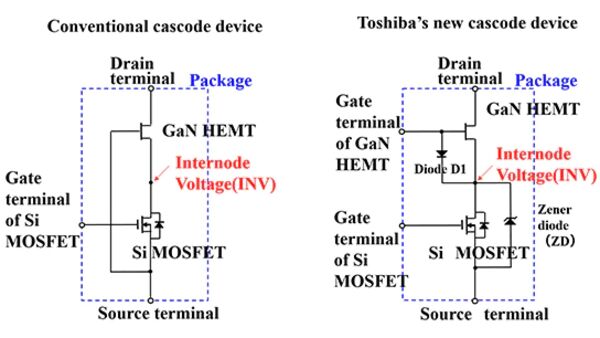 Conventional cascode device
Drain
terminal
Package
GaN HEMT
Internode
Voltage(INV)
Gate
terminal
of Si
MOSFET
Si MOSFET
Source terminal
Toshiba's new cascode device
Drain
terminal
Package
Gate
terminal
of GaN
HEMT
GaN HEMT
Diode D1
Internode
Voltage(INV)
Gate
terminal
of Si
MOSFET
Si MOSFET
Zener
diode
(ZD)
Source terminal